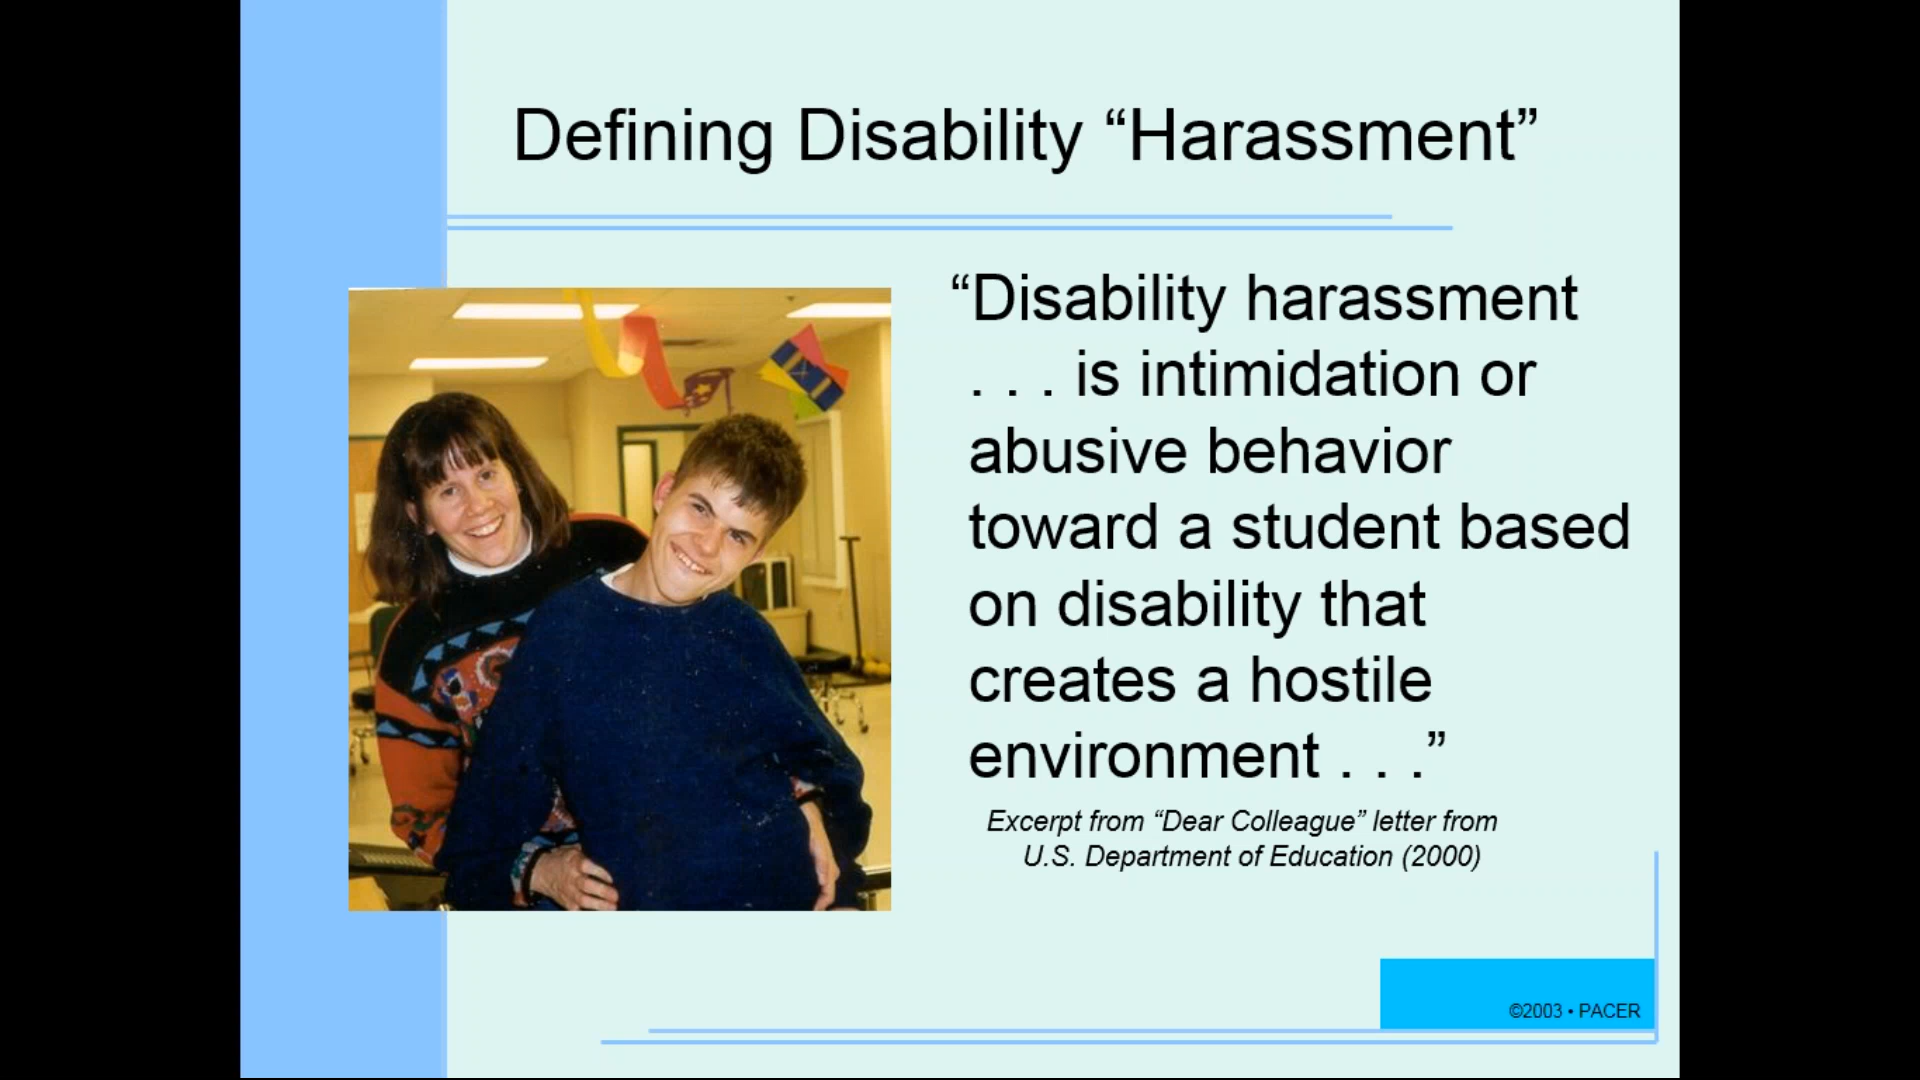 Defining Disability “Harassment”
“Disability harassment
. . . is intimidation or
abusive behavior
toward a student based
on disability that
creates a hostile
environment . . .”
Excerpt from “Dear Colleague” letter from
U.S. Department of Education (2000)
©2003 • PACER